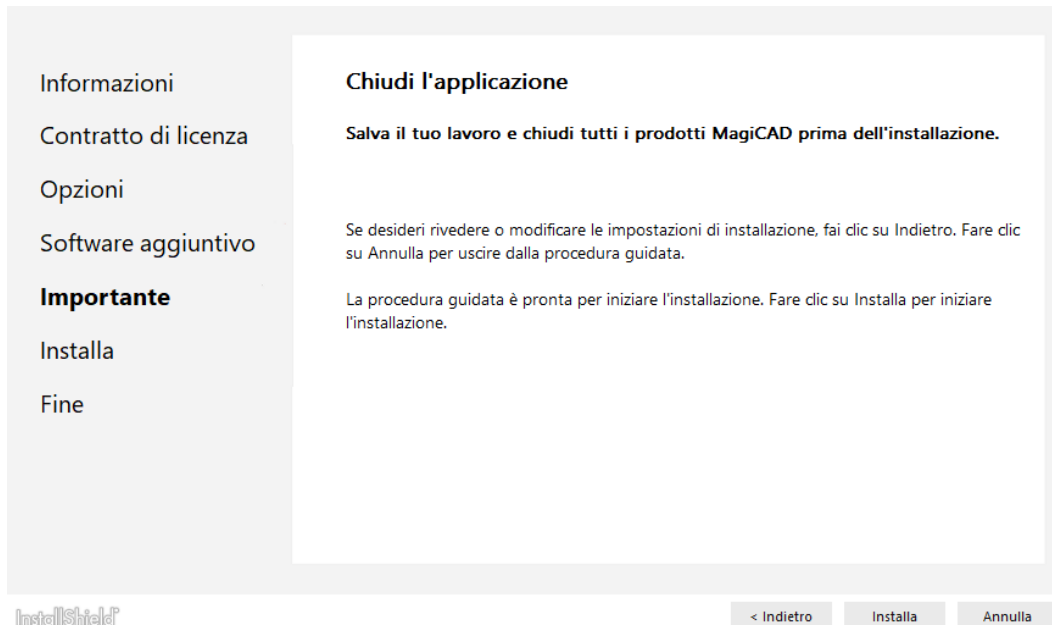 Informazioni
Contratto di licenza
Opzioni
Software aggiuntivo
Importante
Installa
Fine
Chiudi l'applicazione
Salva il tuo lavoro e chiudi tutti i prodotti MagiCAD prima dell'installazione.
Se desideri rivedere o modificare le impostazioni di installazione, fai clic su Indietro. Fare clic
su Annulla per uscire dalla procedura guidata.
La procedura guidata è pronta per iniziare l'installazione. Fare clic su Installa per iniziare
l'installazione.
InstallShield
< Indietro
Installa
Annulla